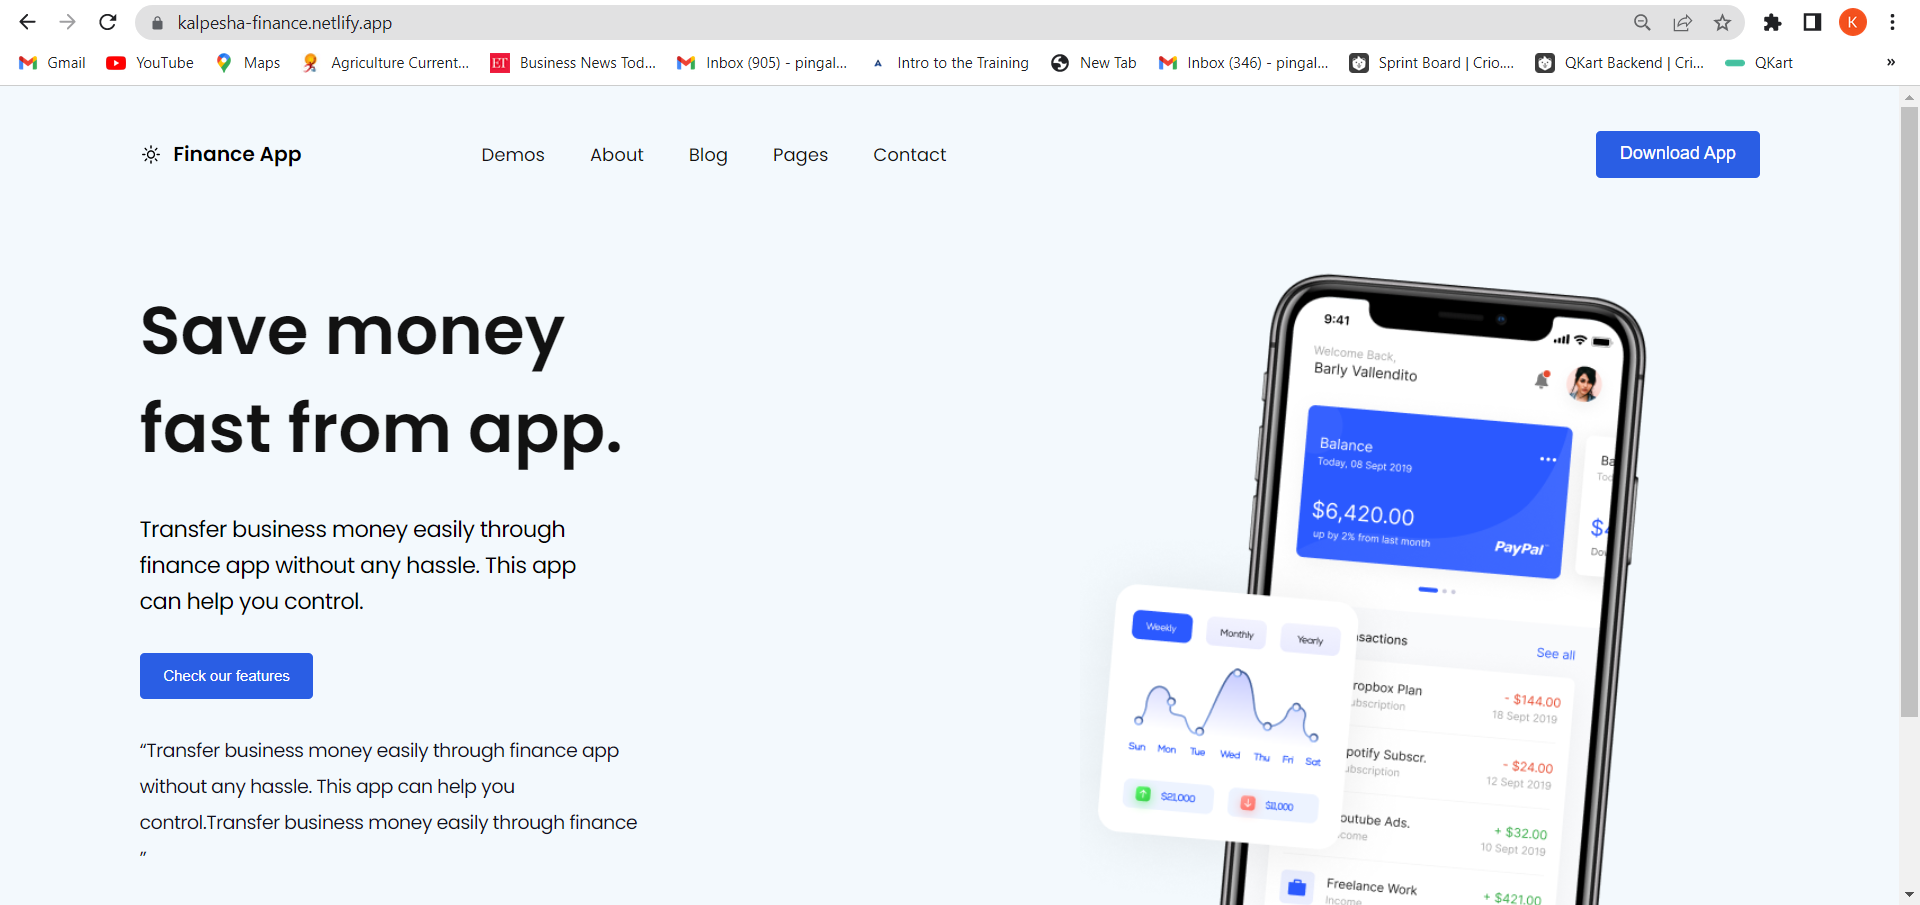 kalpesha-finance.netlify.app
K
Gmail
YouTube
Maps
Agriculture Current...
ET
Business News Tod...
Inbox (905) - pingal...
Intro to the Training
New Tab
Inbox (346) - pingal...
Sprint Board | Crio....
QKart Backend | Cri...
QKart
»
Finance App
Demos
About
Blog
Pages
Contact
Download App
Save money
fast from app.
Transfer business money easily through
finance app without any hassle. This app
can help you control.
Check our features
“Transfer business money easily through finance app
without any hassle. This app can help you
control.Transfer business money easily through finance
”
9:41
Welcome Back,
Barly Vallendito
Balance
Today, 08 Sept 2019
$6,420.00
up by 2% from last month
PayPal
Ba
Toc
$4
Dow
Weekly
Monthly
Yearly
Sun
Mon
Tue
Wed
Thu
Fri
Sat
$21,000
$11,000
nsactions
See all
ropbox Plan
ubscription
- $144.00
18 Sept 2019
potify Subscr.
ubscription
- $24.00
12 Sept 2019
outube Ads.
come
+ $32.00
10 Sept 2019
Freelance Work
Income
+ $421.00